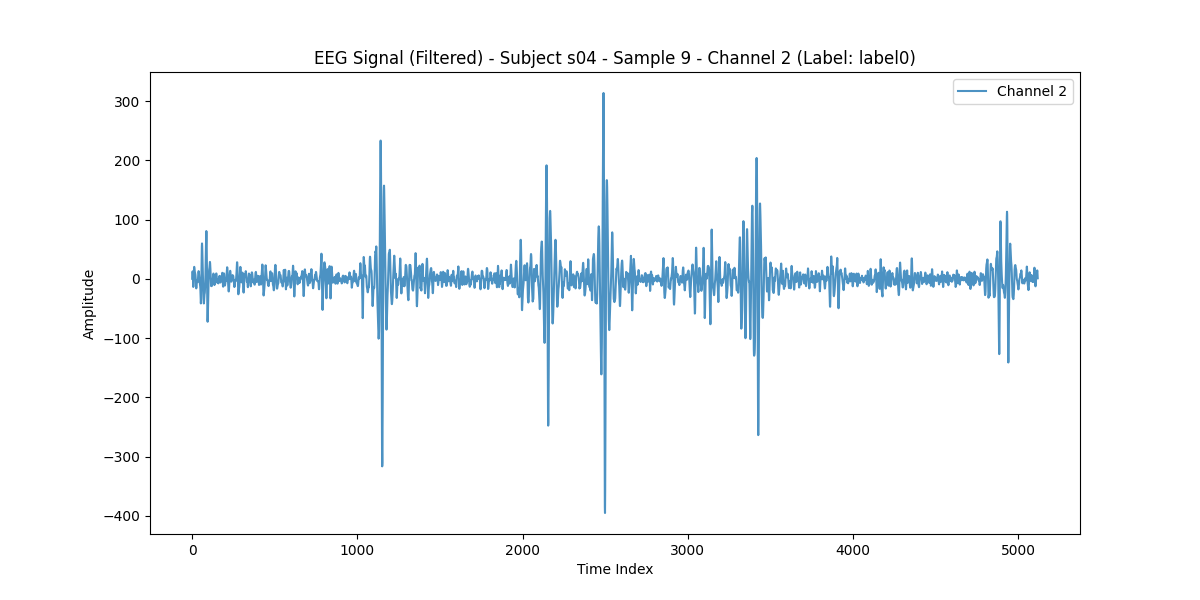 EEG Signal (Filtered) - Subject s04 - Sample 9 - Channel 2 (Label: label0)
Channel 2
300
200
100
0
−100
−200
−300
−400
Amplitude
0 1000 2000 3000 4000 5000
Time Index